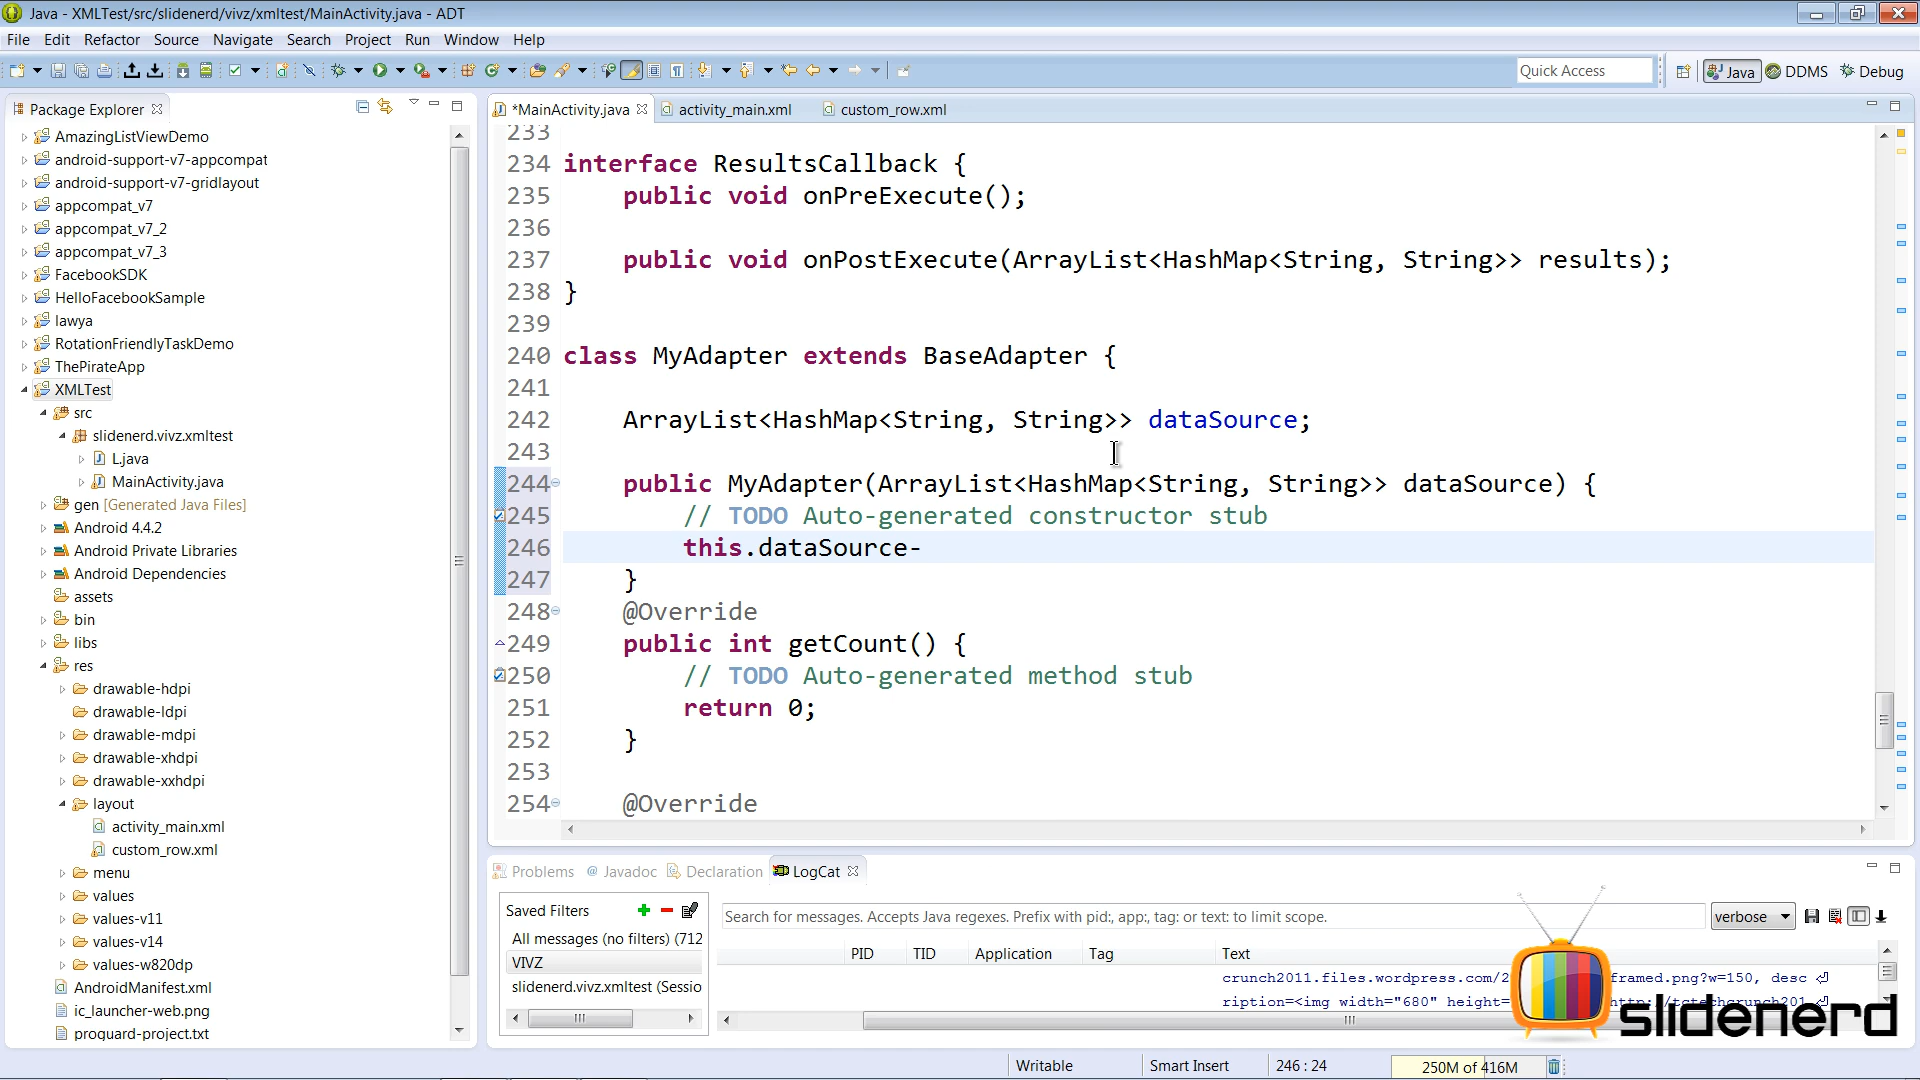 Java - XMLTest/src/slidenerd/vivz/xmltest/MainActivity.java - ADT
File Edit Refactor Source Navigate Search Project Run Window Help
Quick Access
Java
DDMS
Debug
Package Explorer
AmazingListViewDemo
android-support-v7-appcompat
android-support-v7-gridlayout
appcompat_v7
appcompat_v7_2
appcompat_v7_3
FacebookSDK
HelloFacebookSample
lawya
RotationFriendlyTaskDemo
ThePirateApp
XMLTest
src
slidenerd.vivz.xmltest
L.java
MainActivity.java
gen [Generated Java Files]
Android 4.4.2
Android Private Libraries
Android Dependencies
assets
bin
libs
res
drawable-hdpi
drawable-ldpi
drawable-mdpi
drawable-xhdpi
drawable-xxhdpi
layout
activity_main.xml
custom_row.xml
menu
values
values-v11
values-v14
values-w820dp
AndroidManifest.xml
ic_launcher-web.png
proguard-project.txt
*MainActivity.java
activity_main.xml
custom_row.xml
233
234 interface ResultsCallback {
235 public void onPreExecute();
236
237 public void onPostExecute(ArrayList<HashMap<String, String>> results);
238 }
239
240 class MyAdapter extends BaseAdapter {
241
242 ArrayList<HashMap<String, String>> dataSource;
243
244 public MyAdapter(ArrayList<HashMap<String, String>> dataSource) {
245 // TODO Auto-generated constructor stub
246 this.dataSource-
247 }
248 @Override
249 public int getCount() {
250 // TODO Auto-generated method stub
251 return 0;
252 }
253
254 @Override
Problems
@ Javadoc
Declaration
LogCat
Saved Filters
All messages (no filters) (712
VIVZ
slidenerd.vivz.xmltest (Sessio
Search for messages. Accepts Java regexes. Prefix with pid:, app:, tag: or text: to limit scope.
verbose
PID TID Application Tag Text
crunch2011.files.wordpress.com/2 framed.png?w=150, desc
ription=<img width="680" height=
slidenerd
Writable
Smart Insert
246 : 24
250M of 416M